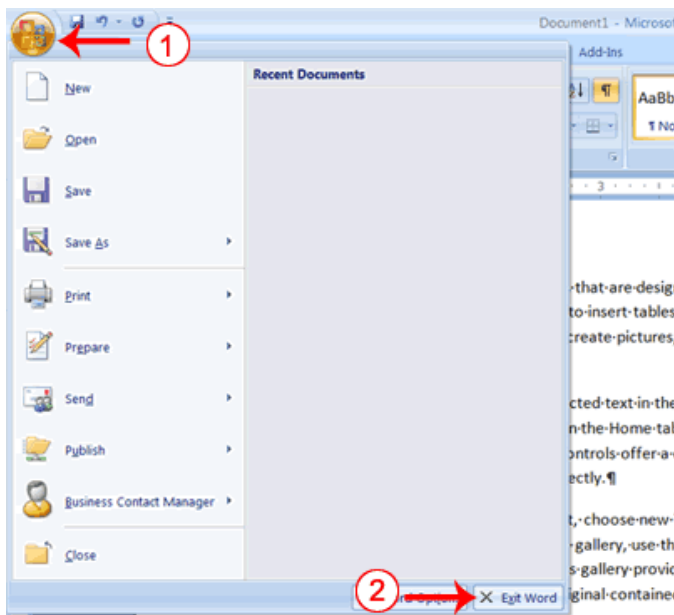 Document1 - Microso
1
Add-Ins
Recent Documents
New
AaBb
Open
¶ No
Save
3
Save As
that·are·desig
Print
to·insert·tables
create·pictures,
Prepare
Send
cted·text·in·the
n·the·Home·tab
Publish
ontrols·offer·a·
ectly.¶
Business Contact Manager
t,·choose·new·
gallery,·use·th
Close
s·gallery·provid
2
Exit Word
iginal·containe